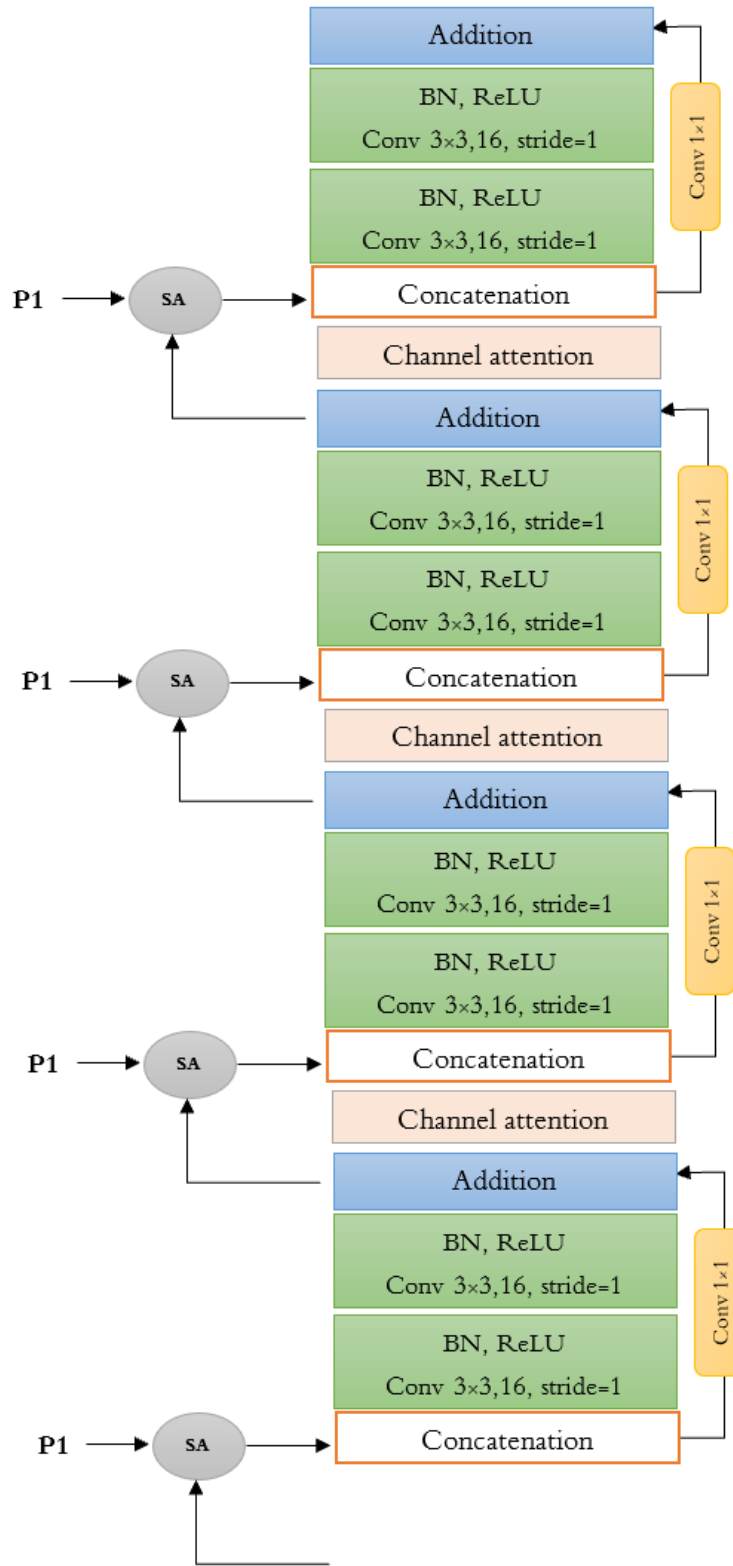 Addition
BN, ReLU
Conv 3×3,16, stride=1
Conv 1×1
BN, ReLU
Conv 3×3,16, stride=1
P1
SA
Concatenation
Channel attention
Addition
BN, ReLU
Conv 3×3,16, stride=1
Conv 1×1
BN, ReLU
Conv 3×3,16, stride=1
P1
SA
Concatenation
Channel attention
Addition
BN, ReLU
Conv 3×3,16, stride=1
Conv 1×1
BN, ReLU
Conv 3×3,16, stride=1
P1
SA
Concatenation
Channel attention
Addition
BN, ReLU
Conv 3×3,16, stride=1
Conv 1×1
BN, ReLU
Conv 3×3,16, stride=1
P1
SA
Concatenation